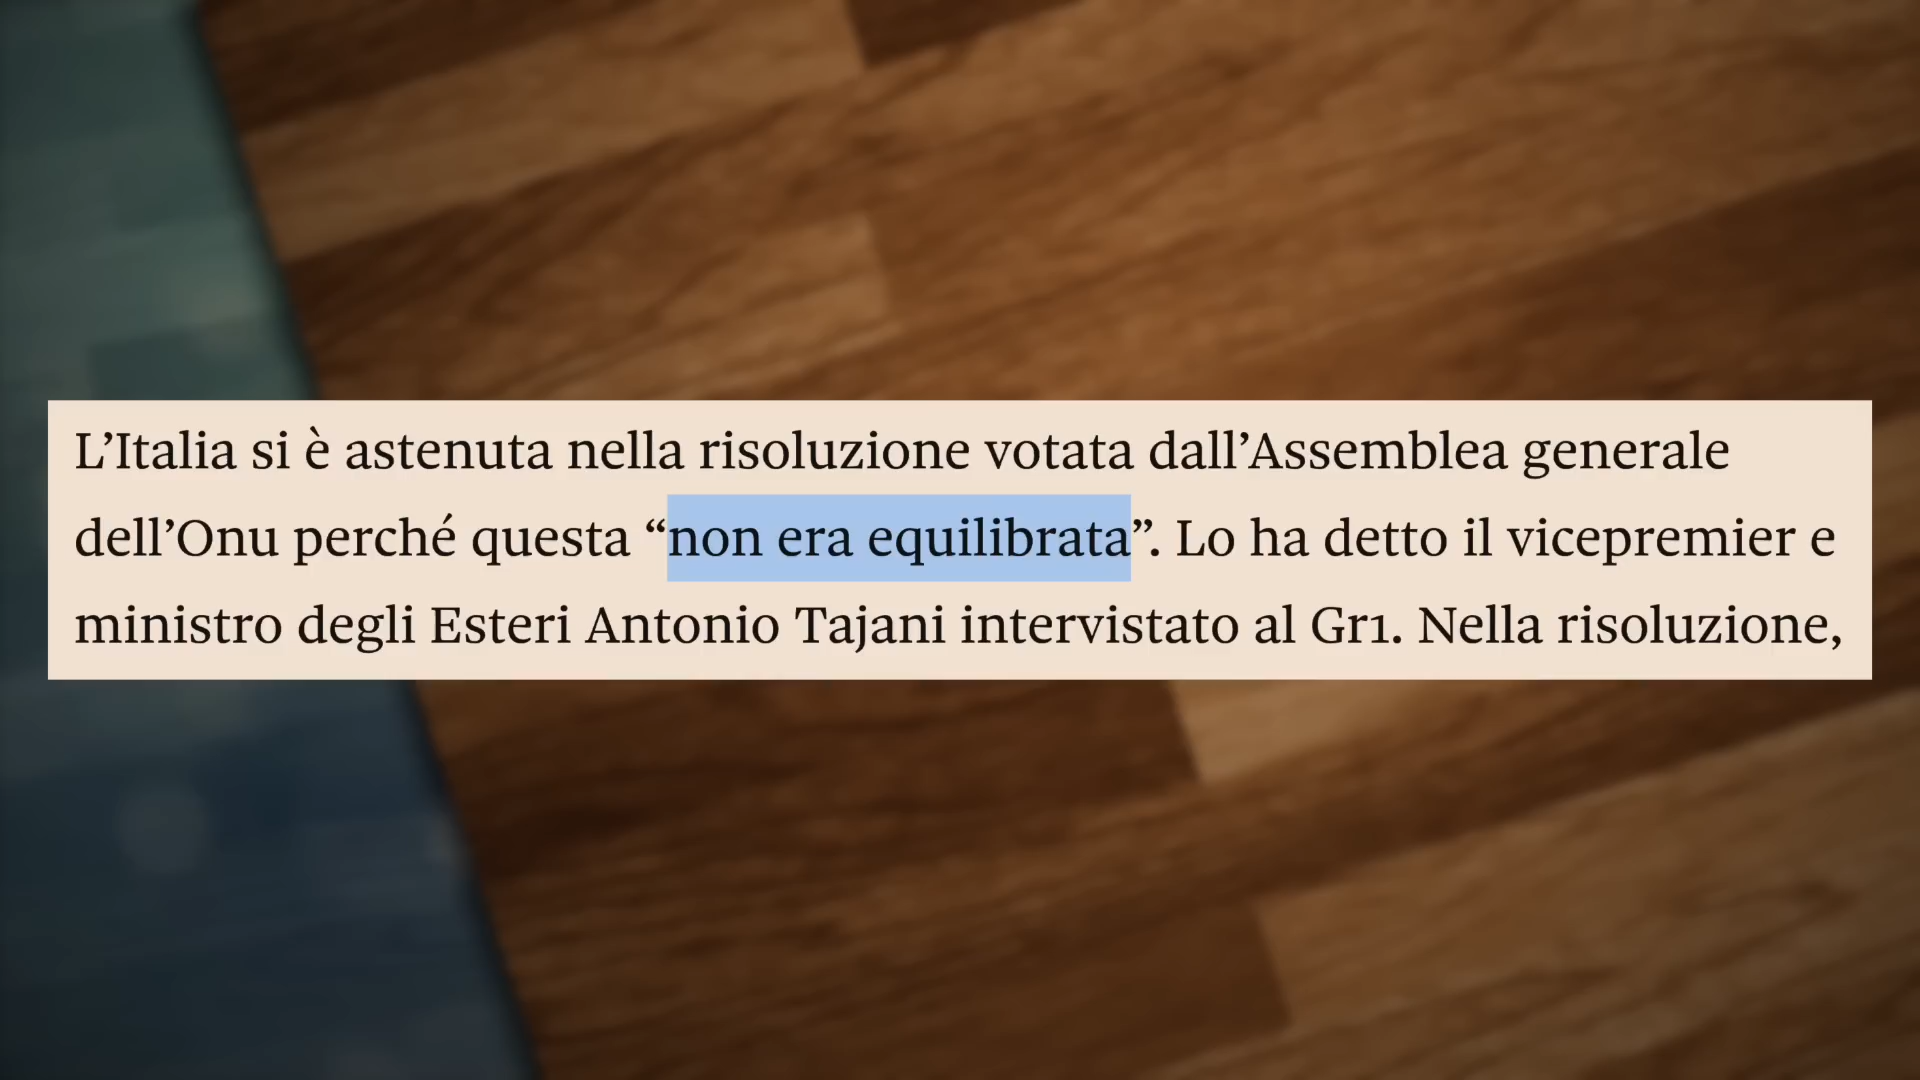 L’Italia si è astenuta nella risoluzione votata dall’Assemblea generale
dell’Onu perché questa “non era equilibrata”. Lo ha detto il vicepremier e
ministro degli Esteri Antonio Tajani intervistato al Gr1. Nella risoluzione,